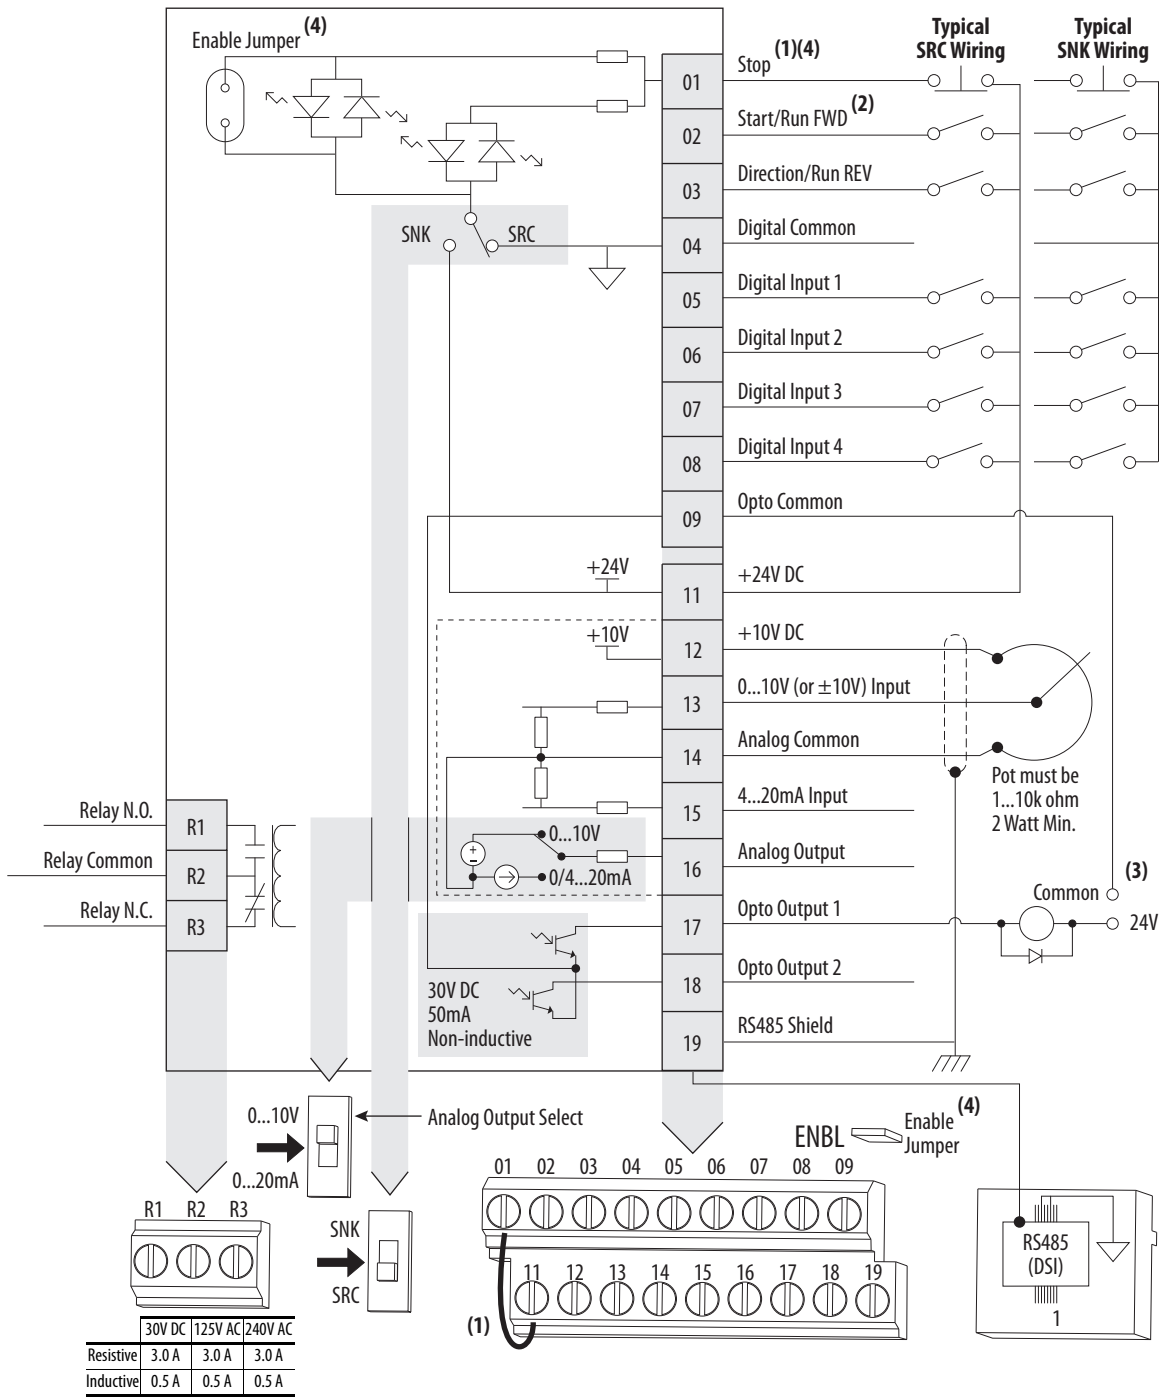 Enable Jumper (4)
Typical
SRC Wiring
Typical
SNK Wiring
01
Stop (1)(4)
02
Start/Run FWD (2)
03
Direction/Run REV
SNK
SRC
04
Digital Common
05
Digital Input 1
06
Digital Input 2
07
Digital Input 3
08
Digital Input 4
09
Opto Common
+24V
11
+24V DC
+10V
12
+10V DC
13
0...10V (or ±10V) Input
14
Analog Common
Pot must be
1...10k ohm
2 Watt Min.
15
4...20mA Input
Relay N.O.
R1
Relay Common
R2
Relay N.C.
R3
+
-
0...10V
0/4...20mA
16
Analog Output
Common
(3)
24V
17
Opto Output 1
18
Opto Output 2
30V DC
50mA
Non-inductive
19
RS485 Shield
0...10V
0...20mA
Analog Output Select
ENBL
Enable
Jumper
(4)
01 02 03 04 05 06 07 08 09
R1 R2 R3
SNK
SRC
11 12 13 14 15 16 17 18 19
(1)
RS485
(DSI)
1
30V DC 125V AC 240V AC
Resistive 3.0 A 3.0 A 3.0 A
Inductive 0.5 A 0.5 A 0.5 A